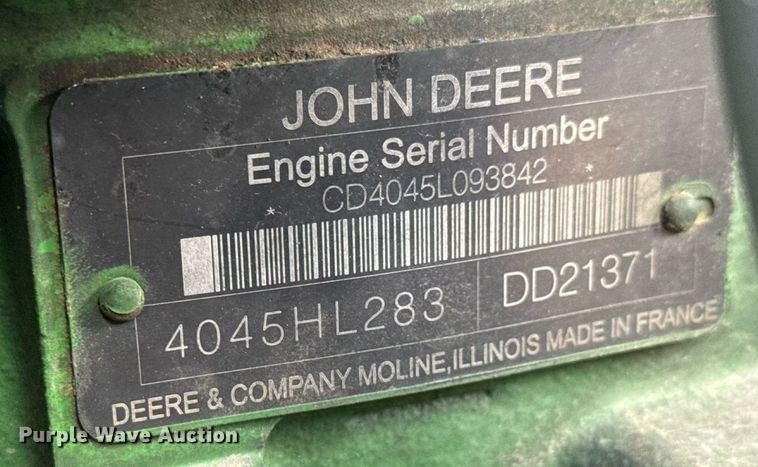 JOHN DEERE
Engine Serial Number
* CD4045L093842 *
4045HL283
DD21371
DEERE & COMPANY MOLINE,ILLINOIS MADE IN FRANCE
Purple Wave Auction